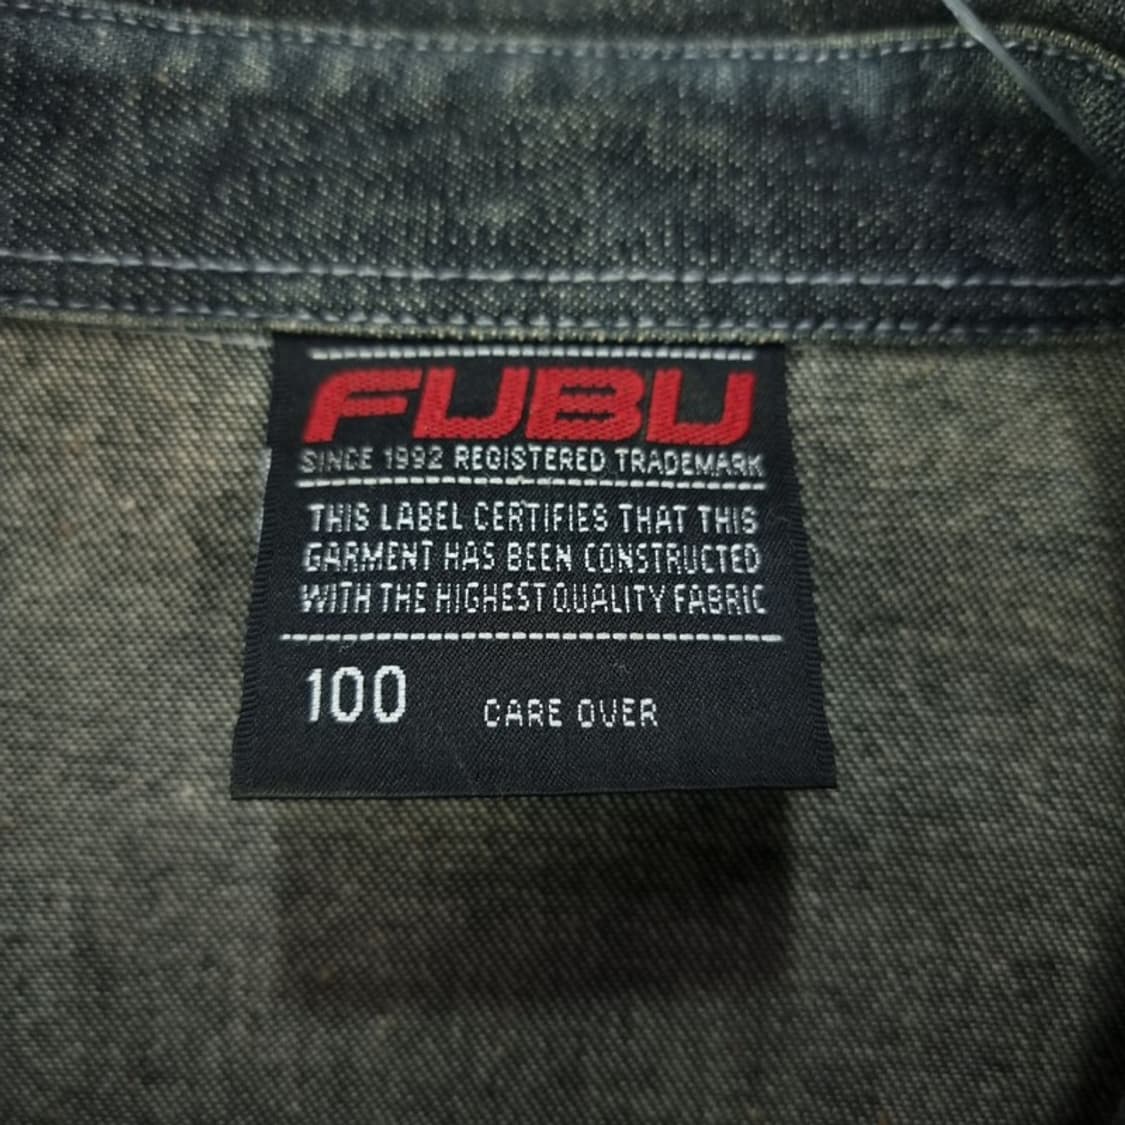 FUBU
SINCE 1992 REGISTERED TRADEMARK
THIS LABEL CERTIFIES THAT THIS
GARMENT HAS BEEN CONSTRUCTED
WITH THE HIGHEST QUALITY FABRIC
100 CARE OVER